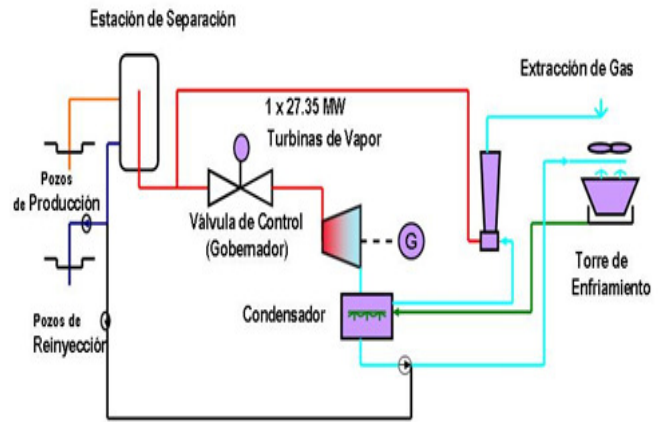 Estación de Separación
Extracción de Gas
1 x 27.35 MW
Turbinas de Vapor
Pozos
de Producción
Válvula de Control
(Gobernador)
G
Torre de
Enfriamiento
Condensador
Pozos de
Reinyección